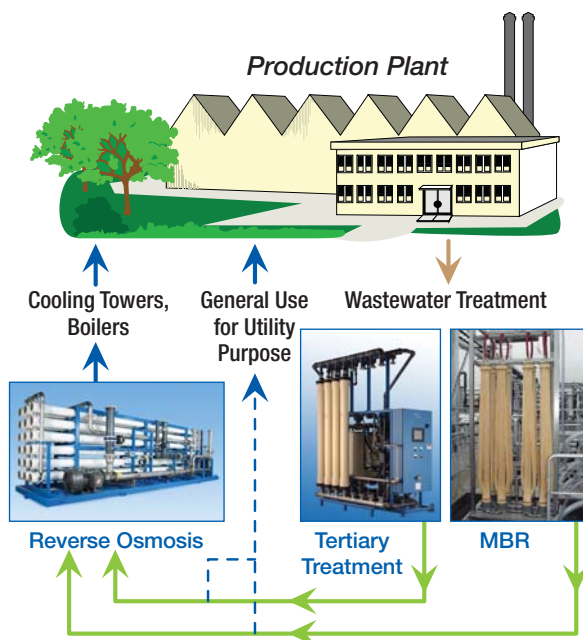 Production Plant
Cooling Towers,
Boilers
General Use
for Utility
Purpose
Wastewater Treatment
Reverse Osmosis
Tertiary
Treatment
MBR